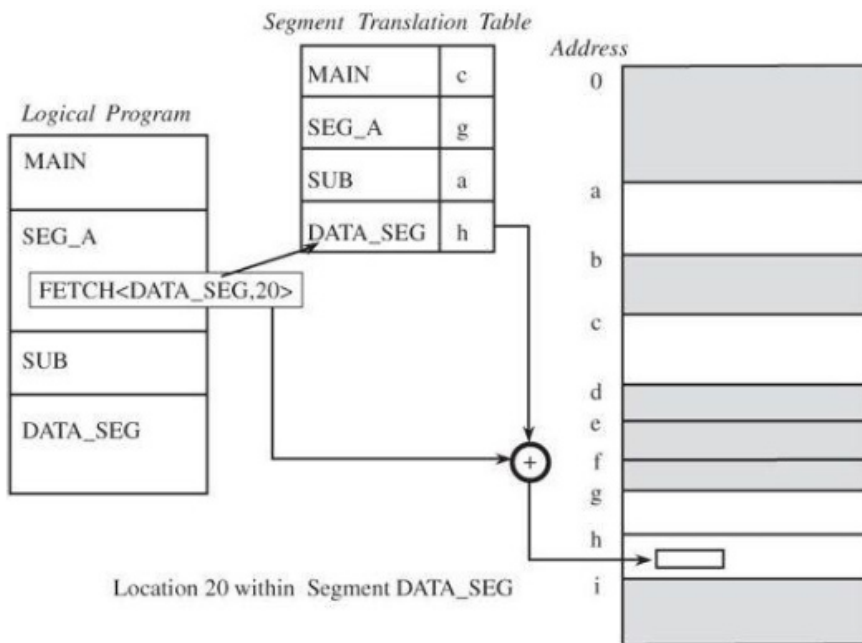 Segment Translation Table
Address
MAIN c
SEG_A g
SUB a
DATA_SEG h
Logical Program
MAIN
SEG_A
FETCH<DATA_SEG,20>
SUB
DATA_SEG
+
0
a
b
c
d
e
f
g
h
i
Location 20 within Segment DATA_SEG